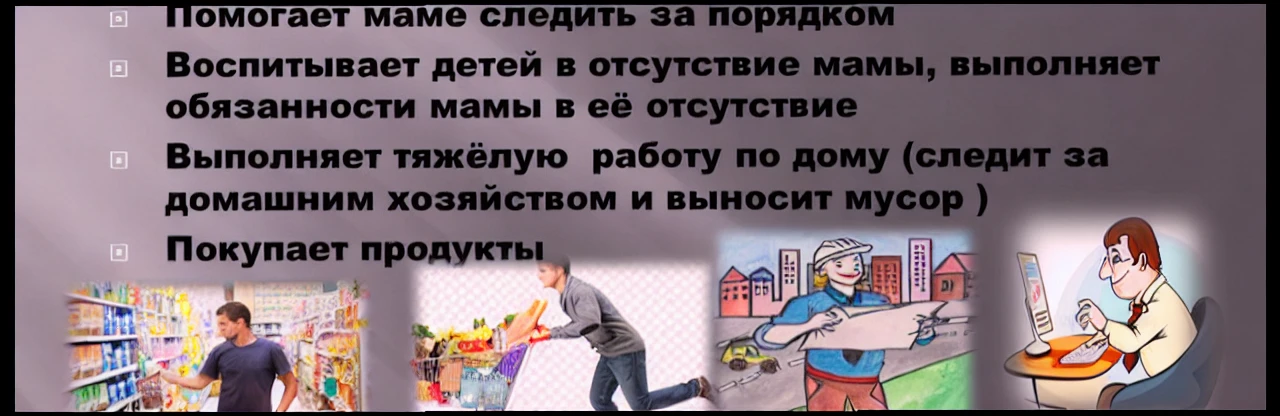 Помогает маме следить за порядком
Воспитывает детей в отсутствие мамы, выполняет
обязанности мамы в её отсутствие
Выполняет тяжёлую работу по дому (следит за
домашним хозяйством и выносит мусор )
Покупает продукты